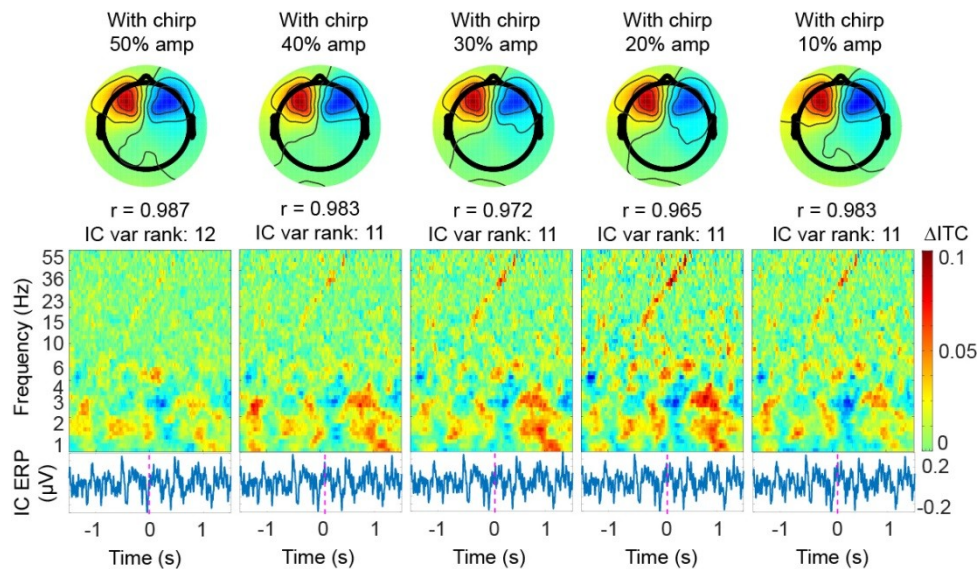 With chirp With chirp With chirp With chirp With chirp
50% amp 40% amp 30% amp 20% amp 10% amp
r = 0.987 r = 0.983 r = 0.972 r = 0.965 r = 0.983
IC var rank: 12 IC var rank: 11 IC var rank: 11 IC var rank: 11 IC var rank: 11
ΔITC
Frequency (Hz)
55
36
23
15
10
6
4
3
2
1
0.1
0.05
0
IC ERP
(µV)
0.2
-0.2
-1 0 1 -1 0 1 -1 0 1 -1 0 1 -1 0 1
Time (s) Time (s) Time (s) Time (s) Time (s)